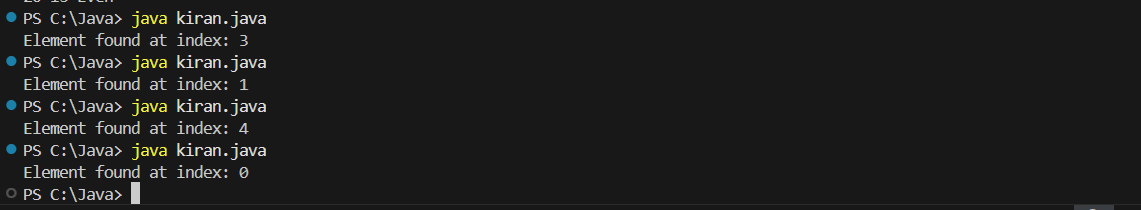 PS C:\Java> java kiran.java
Element found at index: 3
PS C:\Java> java kiran.java
Element found at index: 1
PS C:\Java> java kiran.java
Element found at index: 4
PS C:\Java> java kiran.java
Element found at index: 0
PS C:\Java>